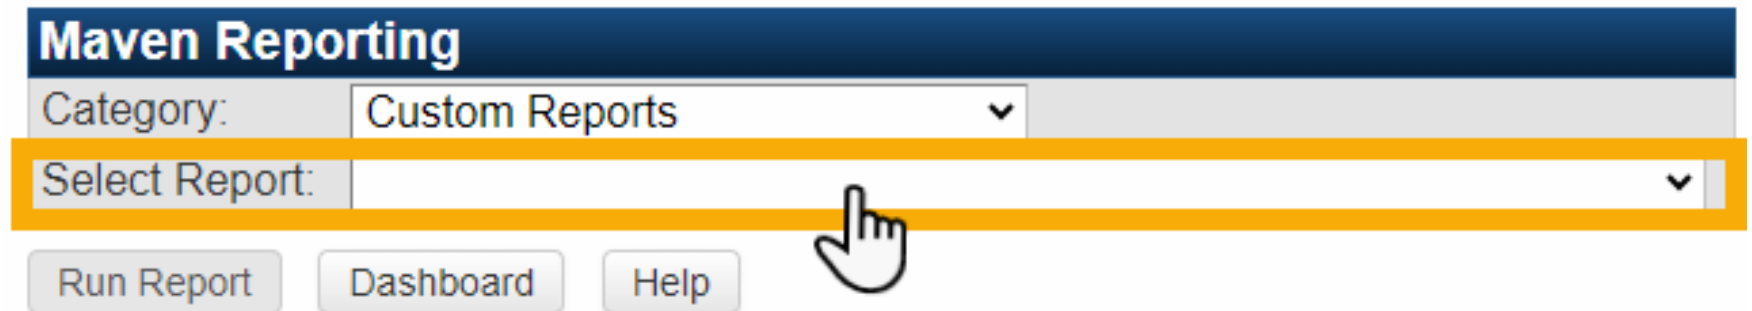 Maven Reporting
Category: Custom Reports
Select Report:
Run Report Dashboard Help